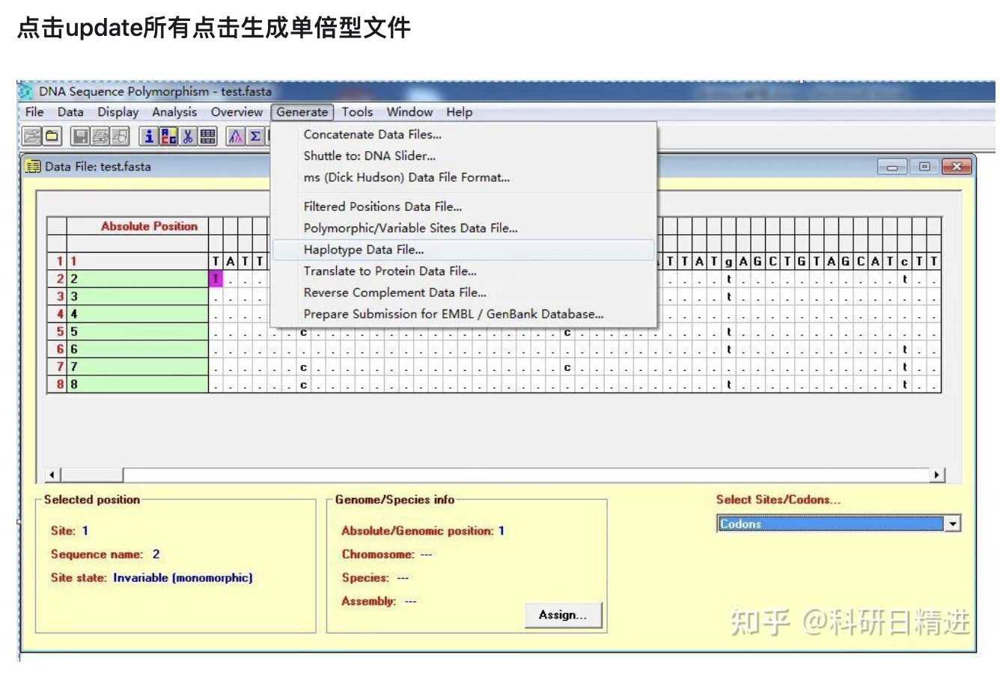 点击update所有点击生成单倍型文件
DNA Sequence Polymorphism - test.fasta
File Data Display Analysis Overview Generate Tools Window Help
Concatenate Data Files...
Shuttle to: DNA Slider...
ms (Dick Hudson) Data File Format...
Filtered Positions Data File...
Polymorphic/Variable Sites Data File...
Haplotype Data File...
Translate to Protein Data File...
Reverse Complement Data File...
Prepare Submission for EMBL / GenBank Database...
Data File: test.fasta
Absolute Position
1 1 T A T T T T A T g A G C T G T A G C A T c T T
2 2 T . . . . . . . t . . . . . . . . . . . t . .
3 3 . . . . t
4 4 . . . .
5 5 . . . . . . c . . . . . . . . . . . . . . . . . c . . . . . . . . . . t . . . . . . . . . . . . . .
6 6 . . . . . . . . . . . . . . . . . . . . . . . . . . . . . . . . . . . t . . . . . . . . . . . t . .
7 7 . . . . . . c . . . . . . . . . . . . . . . . . c . . . . . . . . . . . . . . . . . . . . . . t . .
8 8 . . . . . . c . . . . . . . . . . . . . . . . . . . . . . . . . . . . t . . . . . . . . . . . t . .
Selected position
Site: 1
Sequence name: 2
Site state: Invariable (monomorphic)
Genome/Species info
Absolute/Genomic position: 1
Chromosome: ---
Species: ---
Assembly: ---
Assign...
Select Sites/Codons...
Codons
知乎 @科研日精进